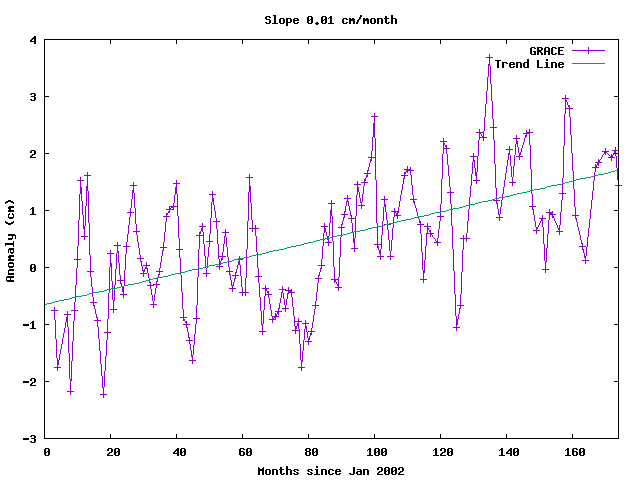 Slope 0.01 cm/month
GRACE
Trend Line
4
3
2
1
0
-1
-2
-3
Anomaly (cm)
0 20 40 60 80 100 120 140 160
Months since Jan 2002